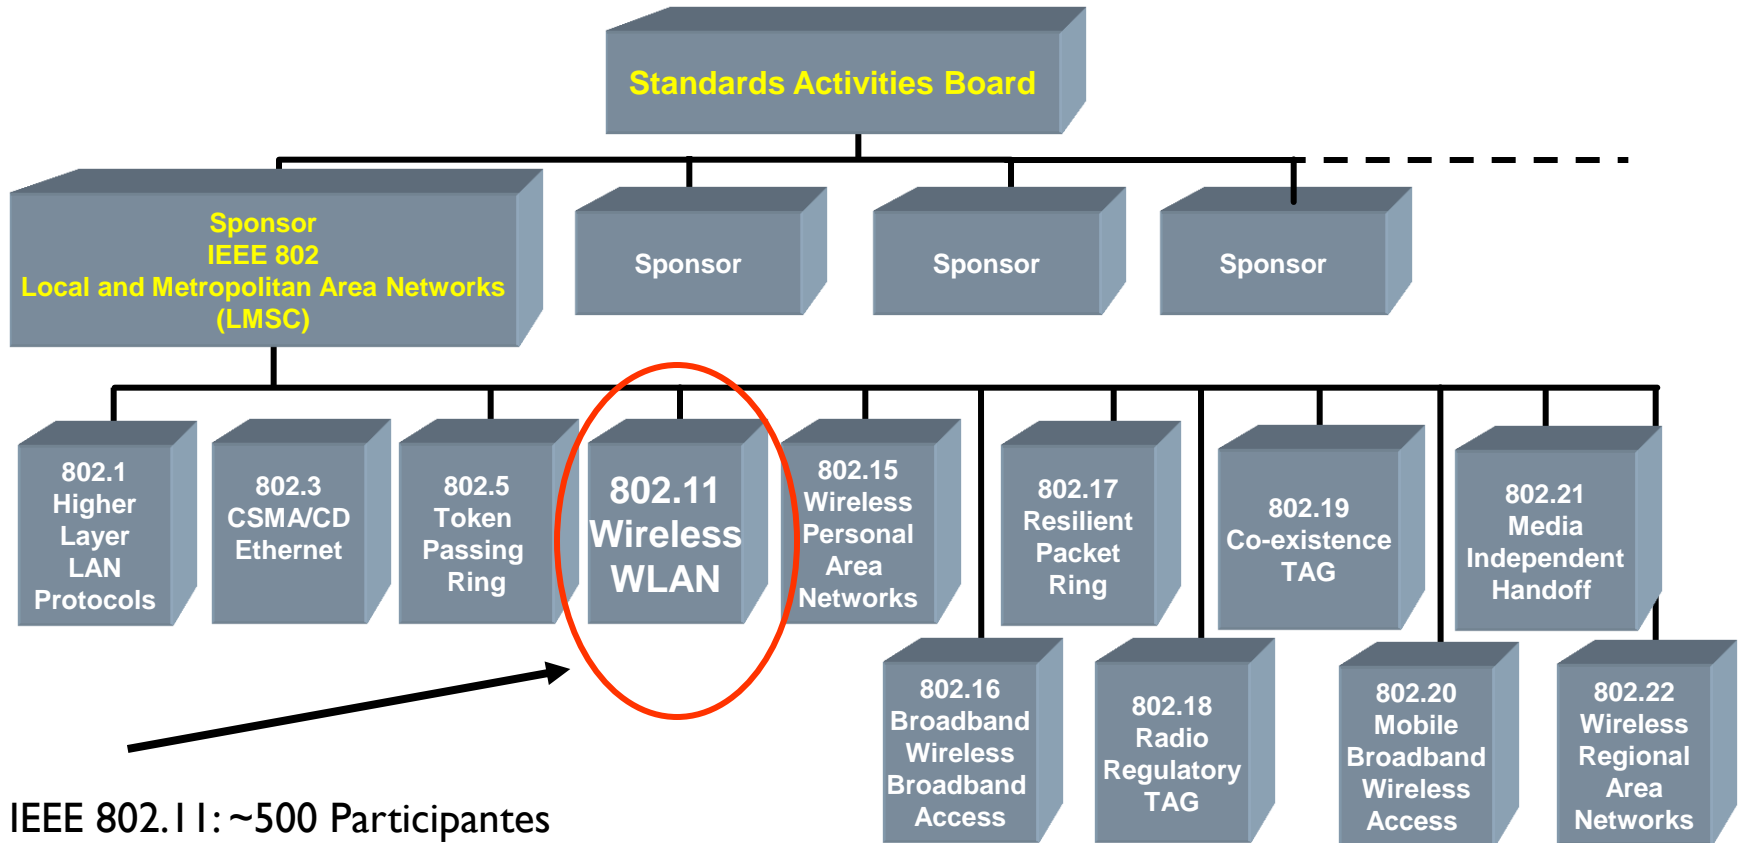 Standards Activities Board
Sponsor
IEEE 802
Local and Metropolitan Area Networks
(LMSC)
Sponsor
Sponsor
Sponsor
802.1
Higher
Layer
LAN
Protocols
802.3
CSMA/CD
Ethernet
802.5
Token
Passing
Ring
802.11
Wireless
WLAN
802.15
Wireless
Personal
Area
Networks
802.17
Resilient
Packet
Ring
802.19
Co-existence
TAG
802.21
Media
Independent
Handoff
802.16
Broadband
Wireless
Broadband
Access
802.18
Radio
Regulatory
TAG
802.20
Mobile
Broadband
Wireless
Access
802.22
Wireless
Regional
Area
Networks
IEEE 802.11: ~500 Participantes